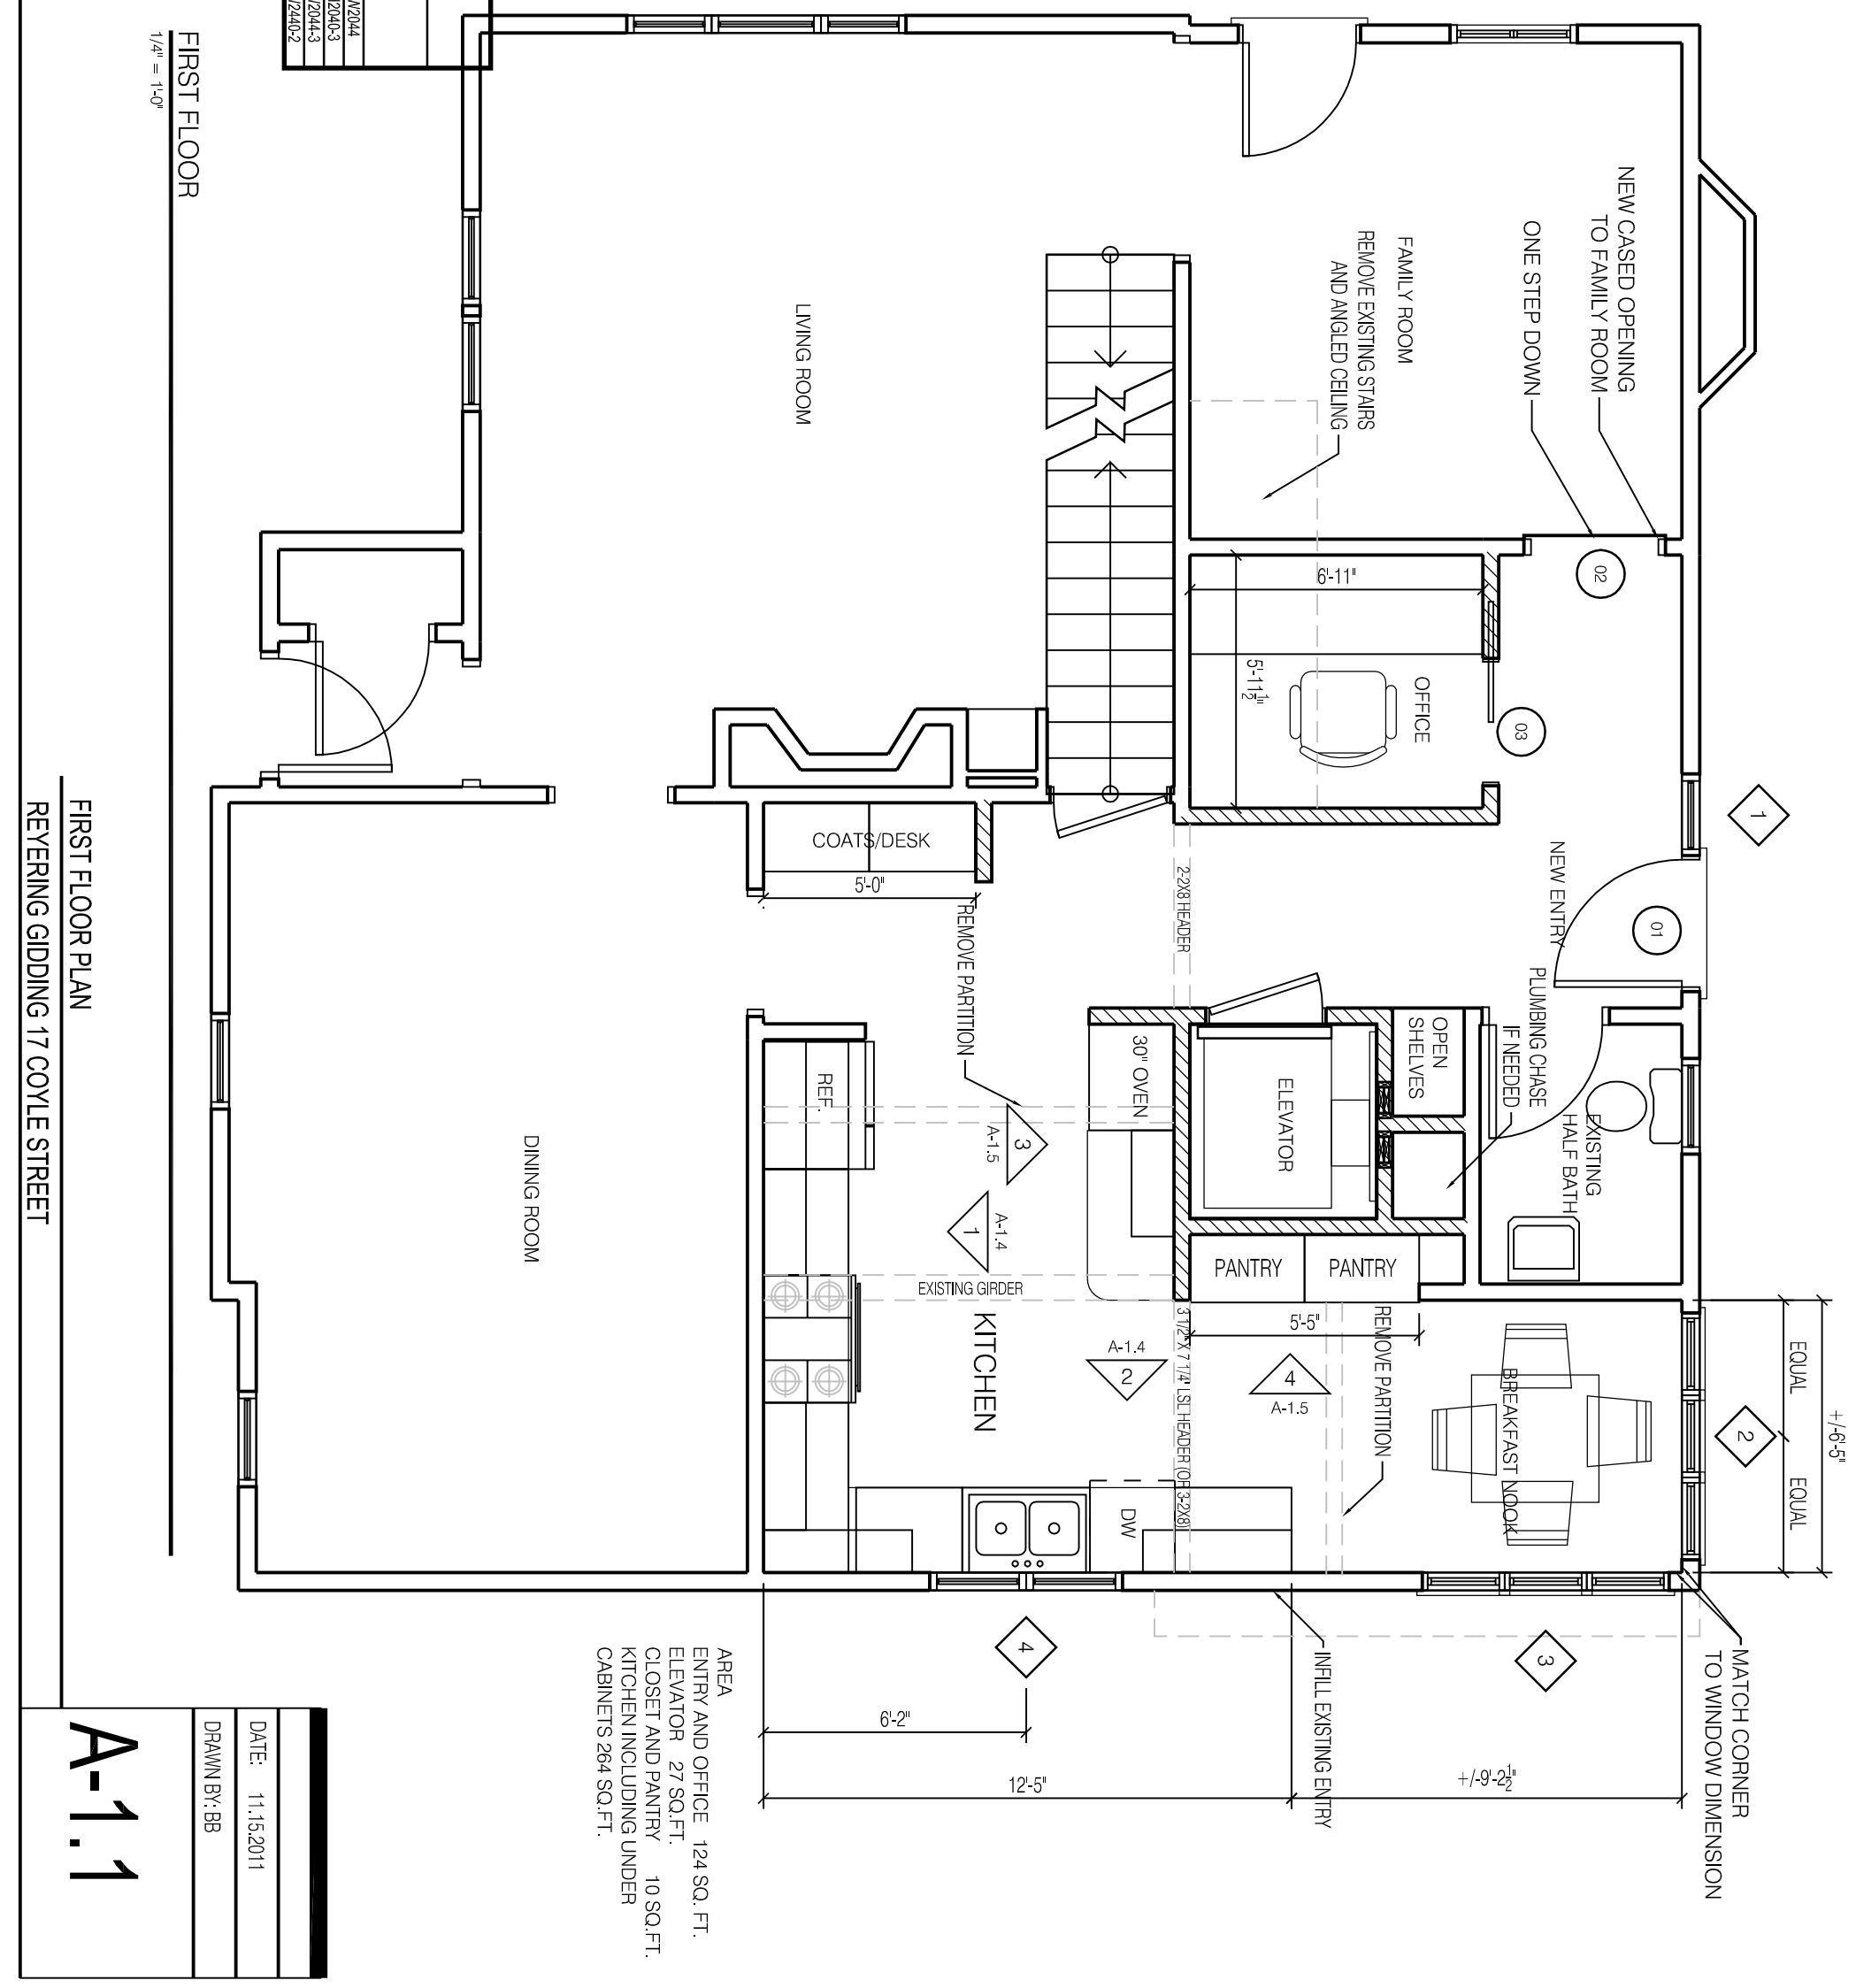 NEW CASED OPENING
TO FAMILY ROOM
ONE STEP DOWN
FAMILY ROOM
REMOVE EXISTING STAIRS
AND ANGLED CEILING
LIVING ROOM
02
6'-11"
5'-11½"
OFFICE
03
1
NEW ENTRY
01
COATS/DESK
5'-0"
2-2X8 HEADER
REMOVE PARTITION
PLUMBING CHASE
IF NEEDED
OPEN
SHELVES
30" OVEN
ELEVATOR
EXISTING
HALF BATH
REF.
3
A-1.5
1
A-1.4
PANTRY
PANTRY
EXISTING GIRDER
KITCHEN
5'-5"
REMOVE PARTITION
A-1.4
2
4
A-1.5
3 1/2" X 7 1/4" LSL HEADER (OR 3-2X8)
BREAKFAST NOOK
DW
EQUAL
EQUAL
+/-6'-5"
2
DINING ROOM
3
4
MATCH CORNER
TO WINDOW DIMENSION
INFILL EXISTING ENTRY
6'-2"
12'-5"
+/-9'-2½"
AREA
ENTRY AND OFFICE 124 SQ. FT.
ELEVATOR 27 SQ.FT.
CLOSET AND PANTRY 10 SQ.FT.
KITCHEN INCLUDING UNDER
CABINETS 264 SQ.FT.
FIRST FLOOR
1/4" = 1'-0"
FIRST FLOOR PLAN
REYERING GIDDING 17 COYLE STREET
DATE: 11.15.2011
DRAWN BY: BB
A-1.1